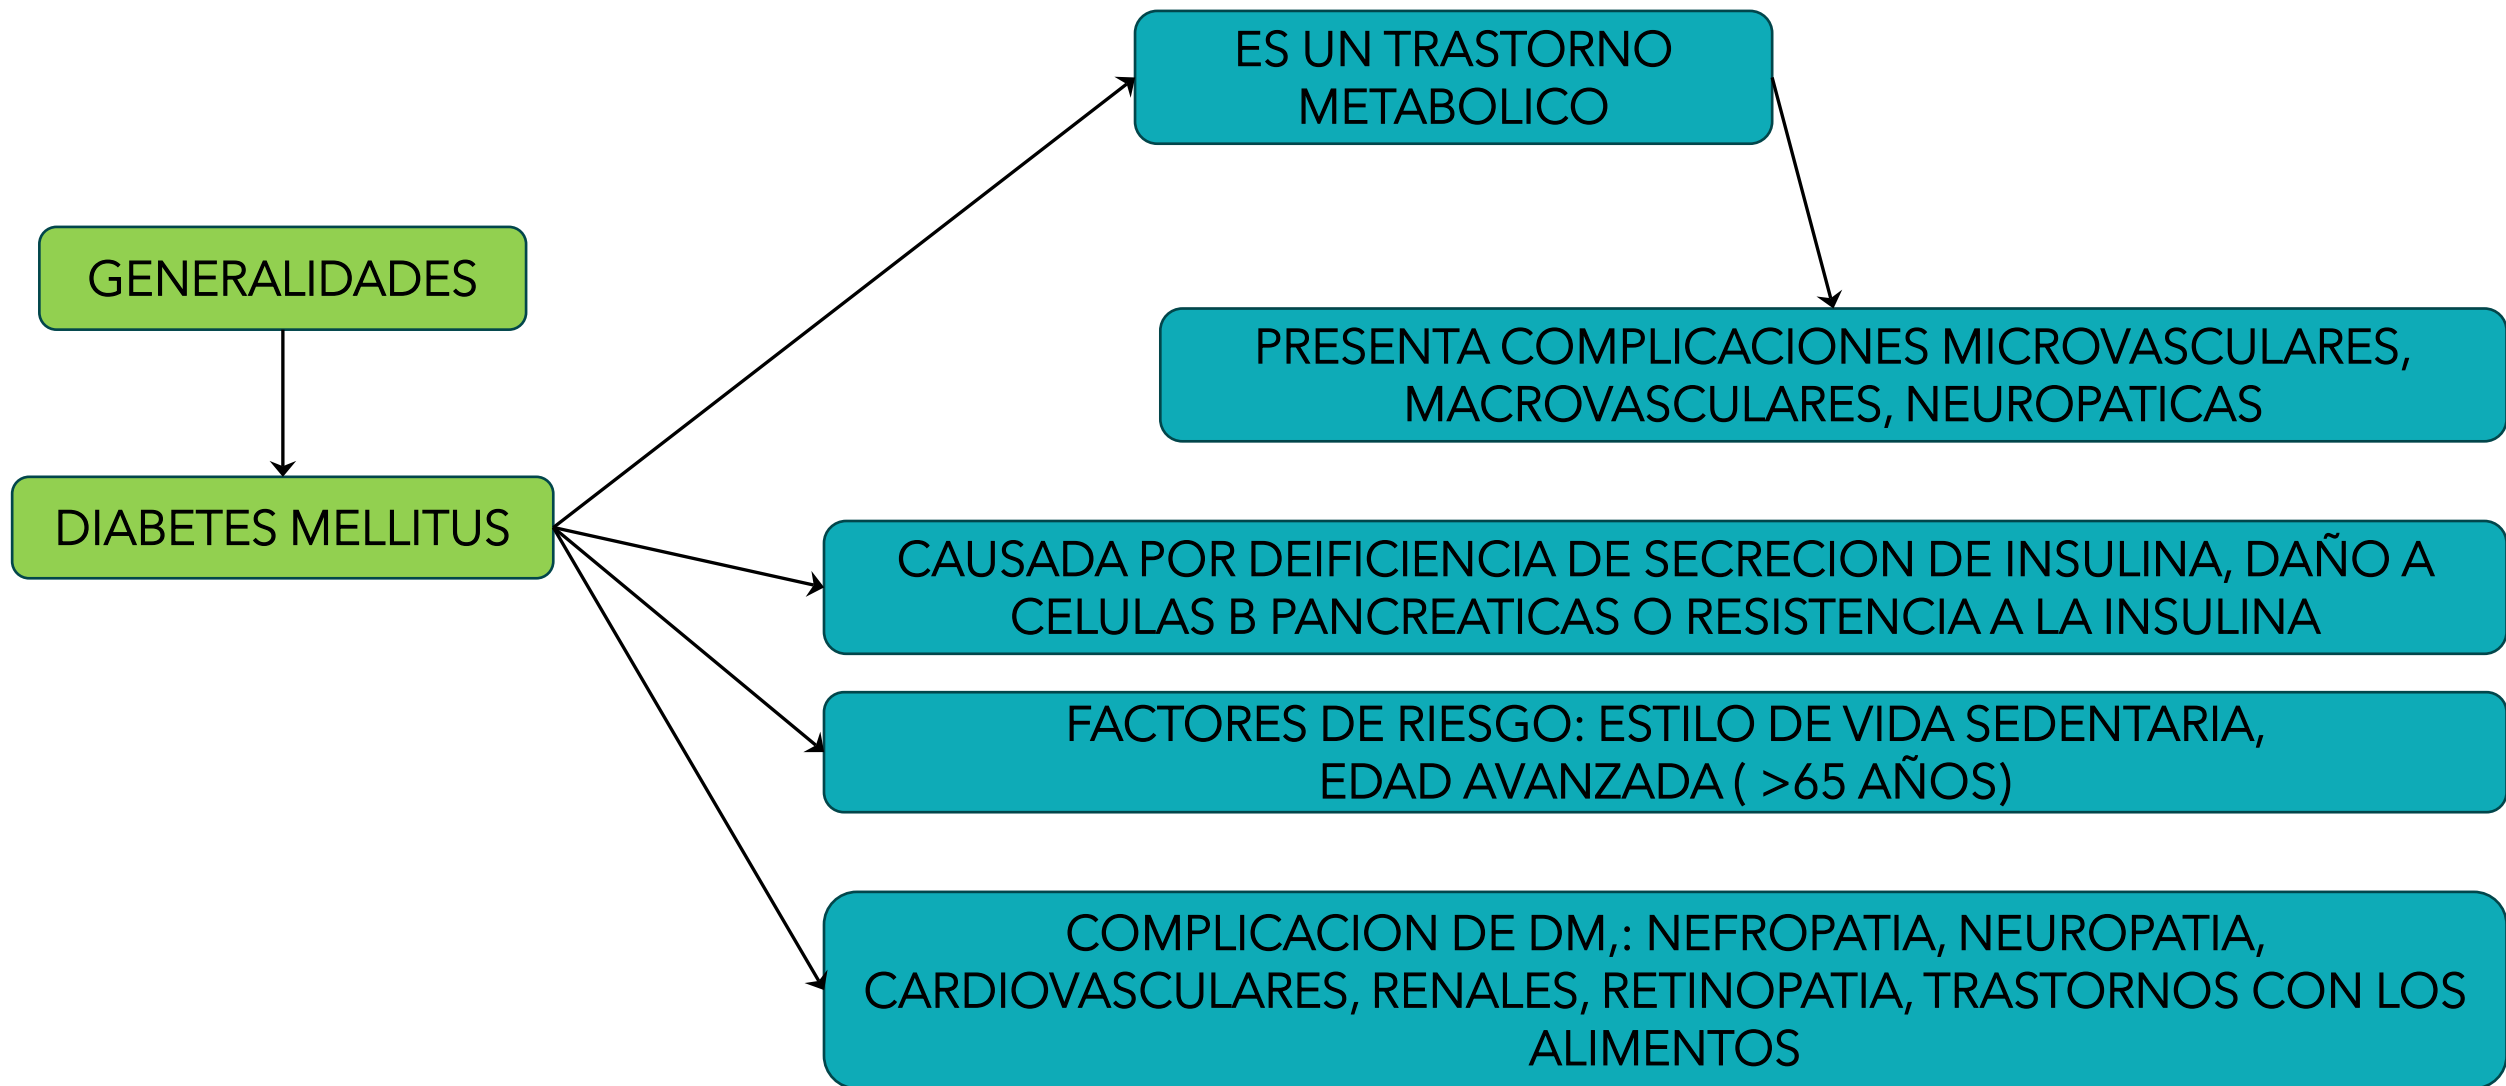 GENERALIDADES
DIABETES MELLITUS
ES UN TRASTORNO
METABOLICO
PRESENTA COMPLICACIONES MICROVASCULARES,
MACROVASCULARES, NEUROPATICAS
CAUSADA POR DEIFICIENCIA DE SECRECION DE INSULINA, DAÑO A
CELULAS B PANCREATICAS O RESISTENCIA A LA INSULINA
FACTORES DE RIESGO: ESTILO DE VIDA SEDENTARIA,
EDAD AVANZADA ( >65 AÑOS)
COMPLICACION DE DM,: NEFROPATIA, NEUROPATIA,
CARDIOVASCULARES, RENALES, RETINOPATIA, TRASTORNOS CON LOS
ALIMENTOS